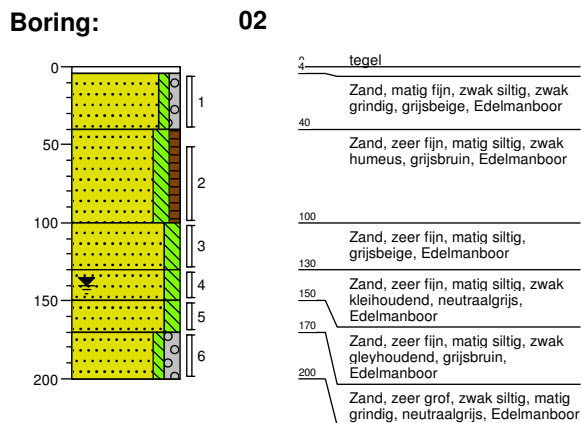 Boring: 02
0
50
100
150
200
1
2
3
4
5
6
0
4
tegel
Zand, matig fijn, zwak siltig, zwak
grindig, grijsbeige, Edelmanboor
40
Zand, zeer fijn, matig siltig, zwak
humeus, grijsbruin, Edelmanboor
100
Zand, zeer fijn, matig siltig,
grijsbeige, Edelmanboor
130
Zand, zeer fijn, matig siltig, zwak
kleihoudend, neutraalgrijs,
Edelmanboor
150
Zand, zeer fijn, matig siltig, zwak
gleyhoudend, grijsbruin,
Edelmanboor
170
Zand, zeer grof, zwak siltig, matig
grindig, neutraalgrijs, Edelmanboor
200